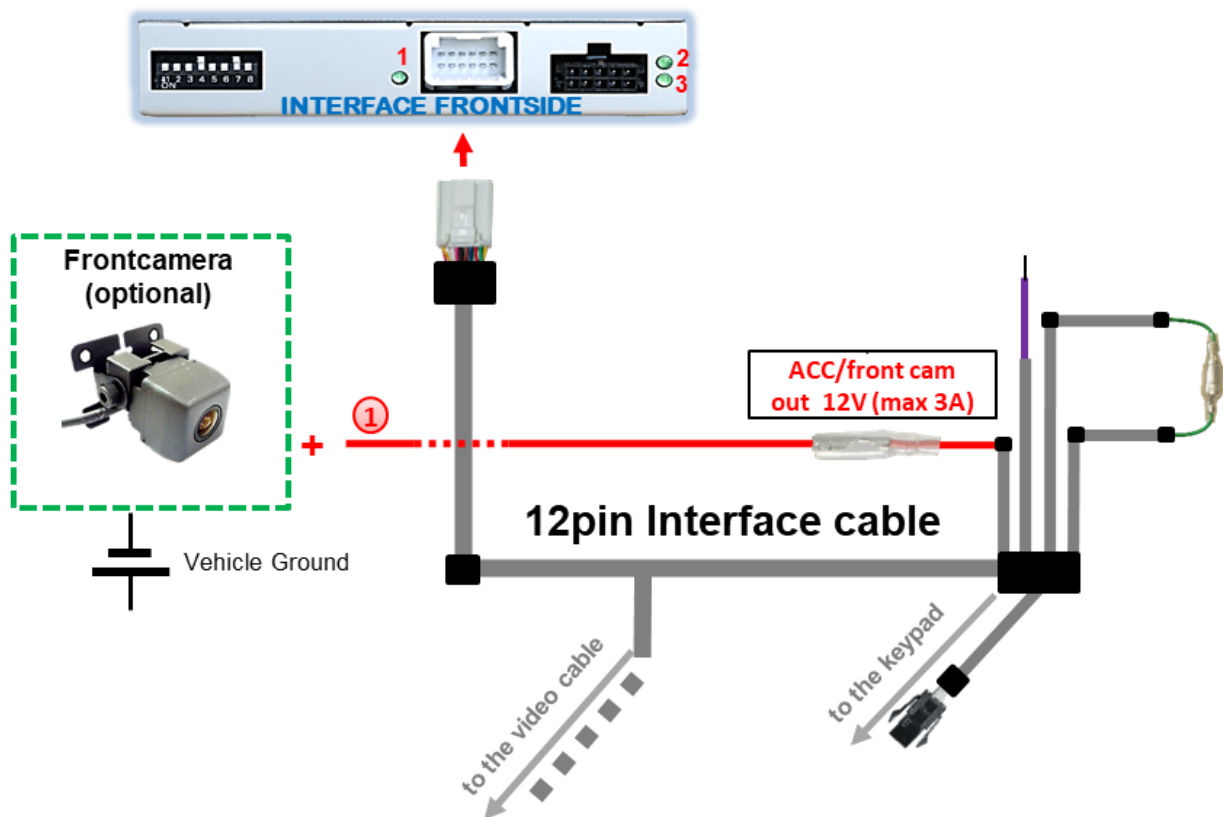 1 2 3 4 5 6 7 8
ON
1
2
3
INTERFACE FRONTSIDE
Frontcamera
(optional)
ACC/front cam
out 12V (max 3A)
1
+
12pin Interface cable
Vehicle Ground
to the video cable
to the keypad